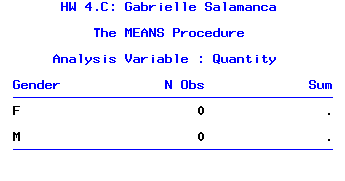 HW 4.C: Gabrielle Salamanca
The MEANS Procedure
Analysis Variable : Quantity
Gender N Obs Sum
F 0 .
M 0 .